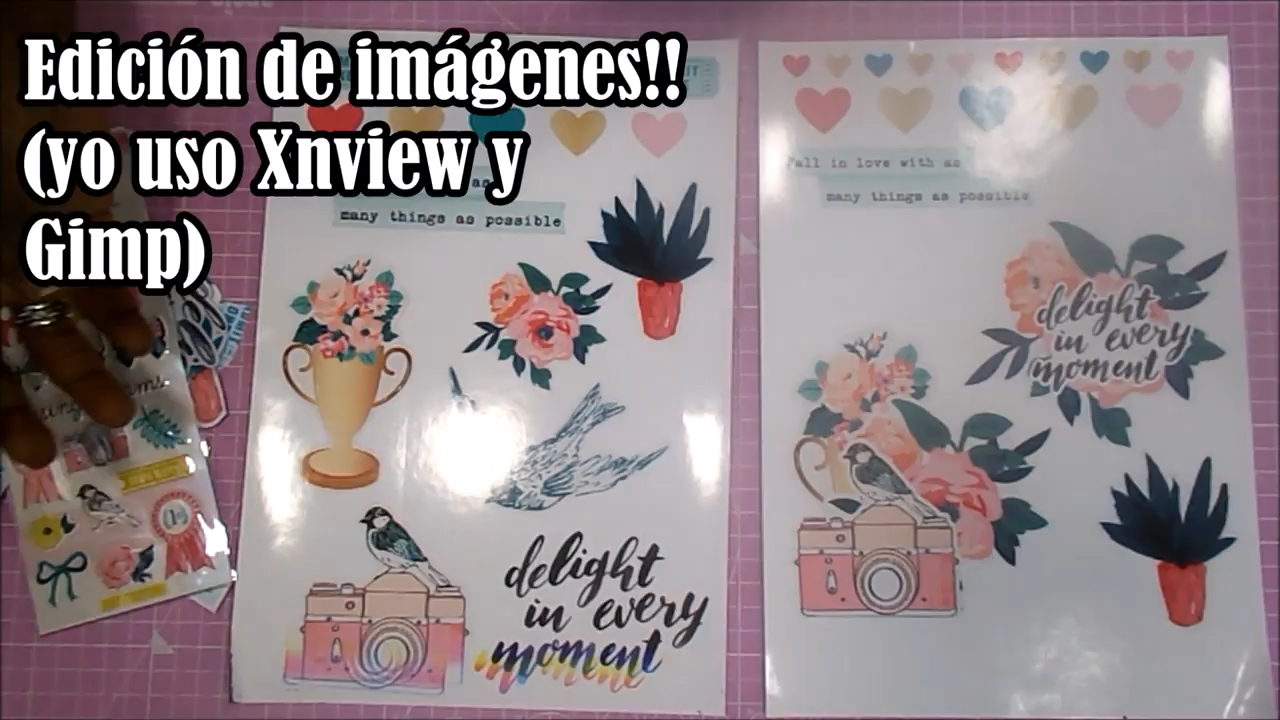 Edición de imágenes!!
(yo uso Xnview y
Gimp)
as
many things as possible
delight
in every
moment
Fall in love with as
many things as possible
delight
in every
moment